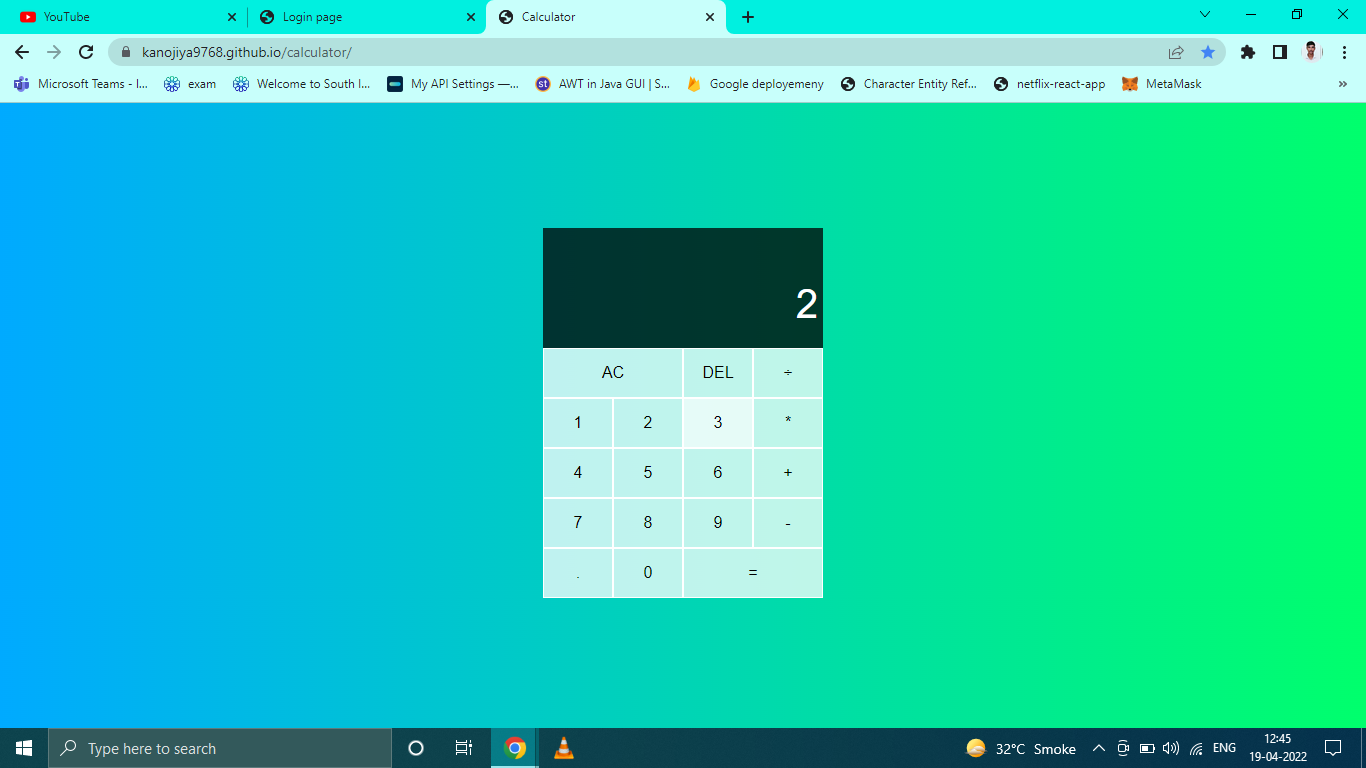 YouTube
Login page
Calculator
kanojiya9768.github.io/calculator/
Microsoft Teams - l...
exam
Welcome to South I...
My API Settings —...
st
AWT in Java GUI | S...
Google deployemeny
Character Entity Ref...
netflix-react-app
MetaMask
»
2
AC DEL ÷
1 2 3 *
4 5 6 +
7 8 9 -
. 0 =
Type here to search
32°C Smoke
ENG
12:45
19-04-2022